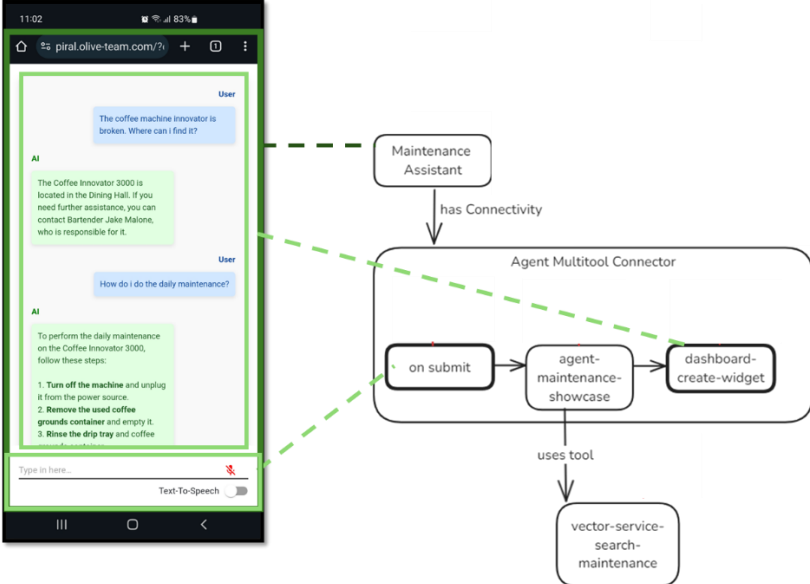 11:02
83%
piral.olive-team.com/?
1
User
The coffee machine innovator is
broken. Where can i find it?
AI
The Coffee Innovator 3000 is
located in the Dining Hall. If you
need further assistance, you can
contact Bartender Jake Malone,
who is responsible for it.
User
How do i do the daily maintenance?
AI
To perform the daily maintenance
on the Coffee Innovator 3000,
follow these steps:
1. Turn off the machine and unplug
it from the power source.
2. Remove the used coffee
grounds container and empty it.
3. Rinse the drip tray and coffee
grounds container
Type in here...
Text-To-Speech
Maintenance
Assistant
has Connectivity
Agent Multitool Connector
on submit
agent-
maintenance-
showcase
dashboard-
create-widget
uses tool
vector-service-
search-
maintenance